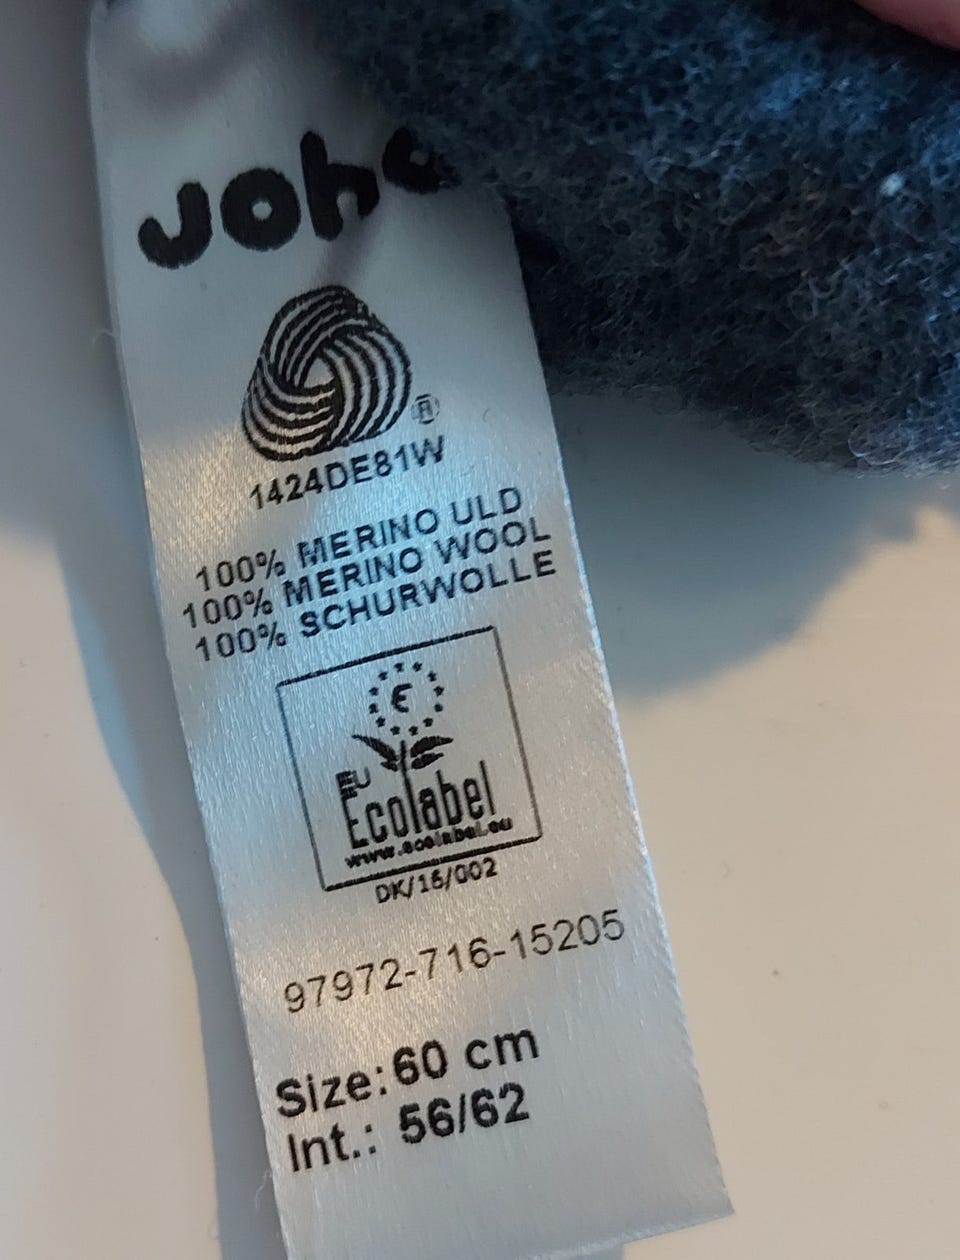 Joha
®
1424DE81W
100% MERINO ULD
100% MERINO WOOL
100% SCHURWOLLE
€
EU
Ecolabel
www.ecolabel.eu
DK/16/002
97972-716-15205
Size: 60 cm
Int.: 56/62